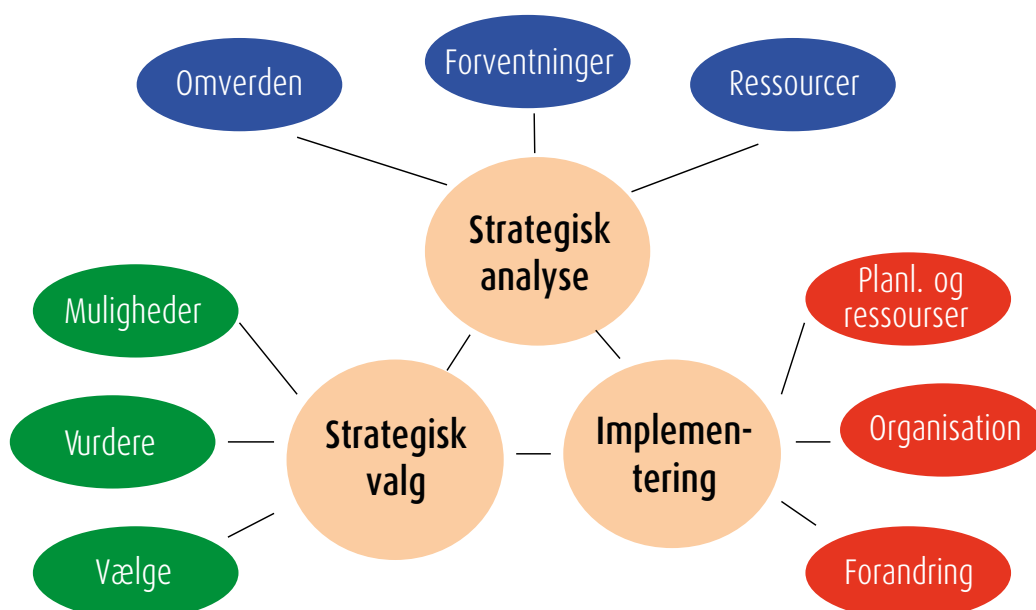 Omverden
Forventninger
Ressourcer
Strategisk
analyse
Muligheder
Vurdere
Vælge
Strategisk
valg
Implemen-
tering
Planl. og
ressourser
Organisation
Forandring